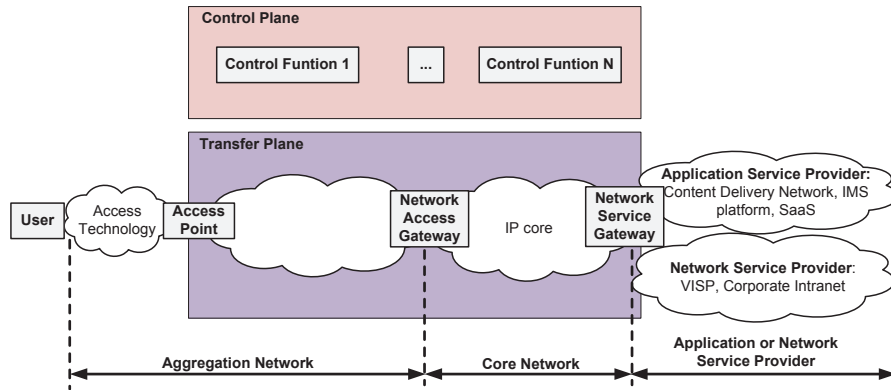 Control Plane
Control Funtion 1
...
Control Funtion N
Transfer Plane
User
Access
Technology
Access
Point
Network
Access
Gateway
IP core
Network
Service
Gateway
Application Service Provider:
Content Delivery Network, IMS
platform, SaaS
Network Service Provider:
VISP, Corporate Intranet
Aggregation Network
Core Network
Application or Network
Service Provider